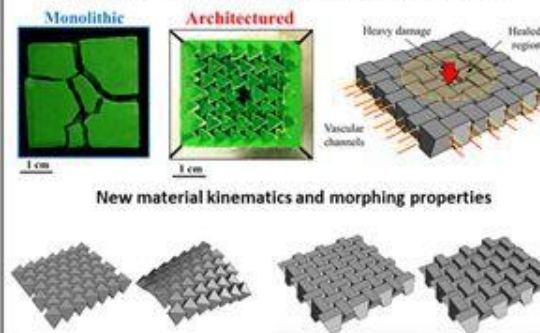 Monolithic
Architectured
Heavy damage
Healed
region
Vascular
channels
1 cm
1 cm
New material kinematics and morphing properties